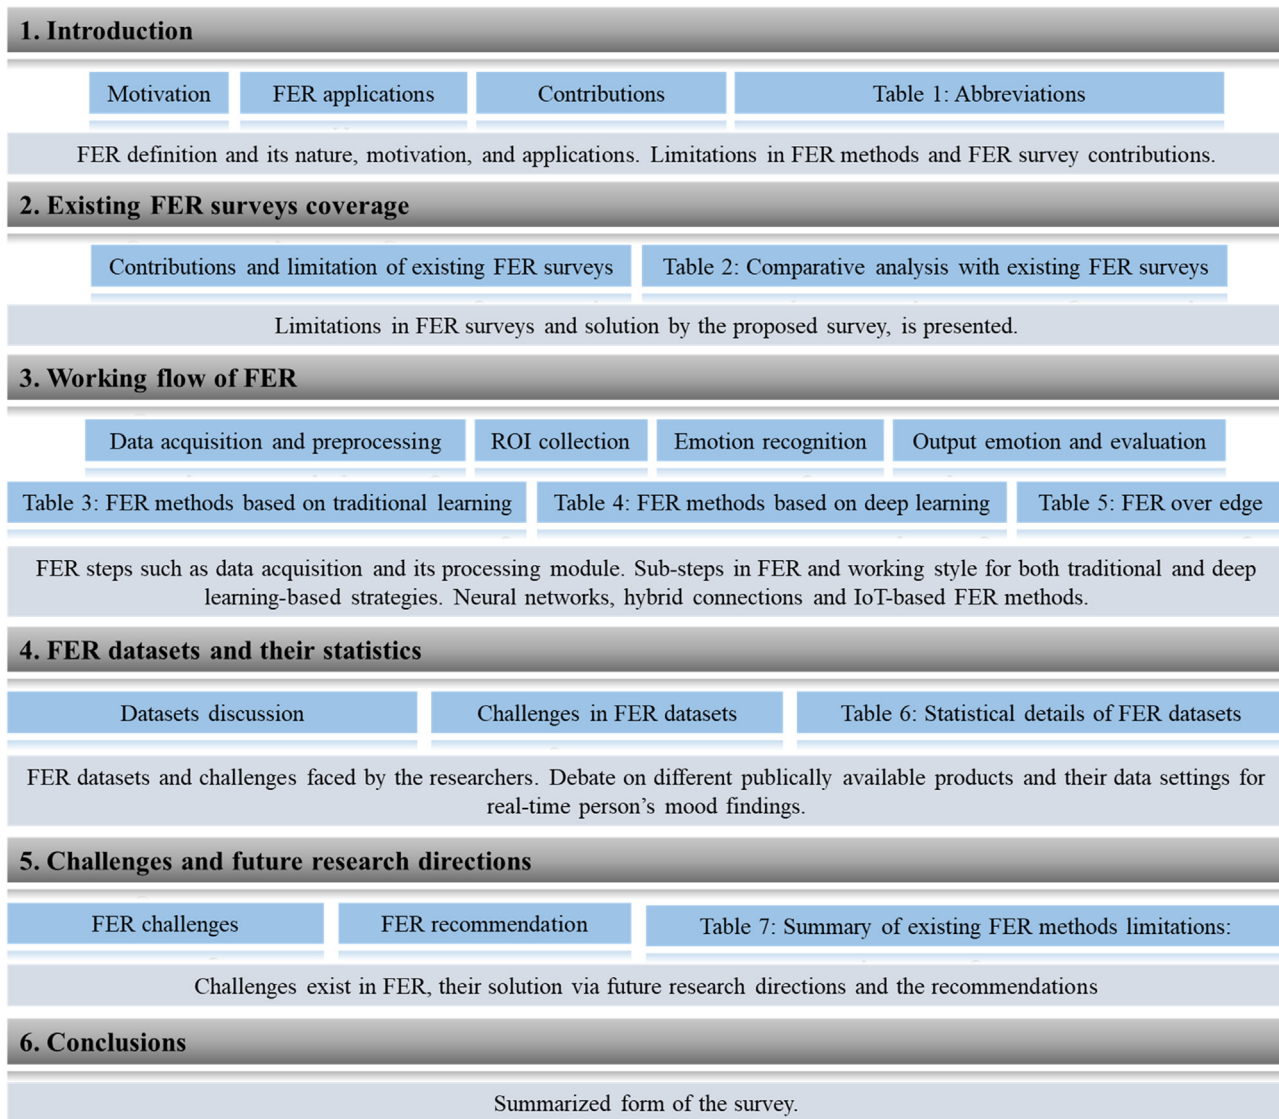 1. Introduction
Motivation
FER applications
Contributions
Table 1: Abbreviations
FER definition and its nature, motivation, and applications. Limitations in FER methods and FER survey contributions.
2. Existing FER surveys coverage
Contributions and limitation of existing FER surveys
Table 2: Comparative analysis with existing FER surveys
Limitations in FER surveys and solution by the proposed survey, is presented.
3. Working flow of FER
Data acquisition and preprocessing
ROI collection
Emotion recognition
Output emotion and evaluation
Table 3: FER methods based on traditional learning
Table 4: FER methods based on deep learning
Table 5: FER over edge
FER steps such as data acquisition and its processing module. Sub-steps in FER and working style for both traditional and deep
learning-based strategies. Neural networks, hybrid connections and IoT-based FER methods.
4. FER datasets and their statistics
Datasets discussion
Challenges in FER datasets
Table 6: Statistical details of FER datasets
FER datasets and challenges faced by the researchers. Debate on different publically available products and their data settings for
real-time person's mood findings.
5. Challenges and future research directions
FER challenges
FER recommendation
Table 7: Summary of existing FER methods limitations:
Challenges exist in FER, their solution via future research directions and the recommendations
6. Conclusions
Summarized form of the survey.